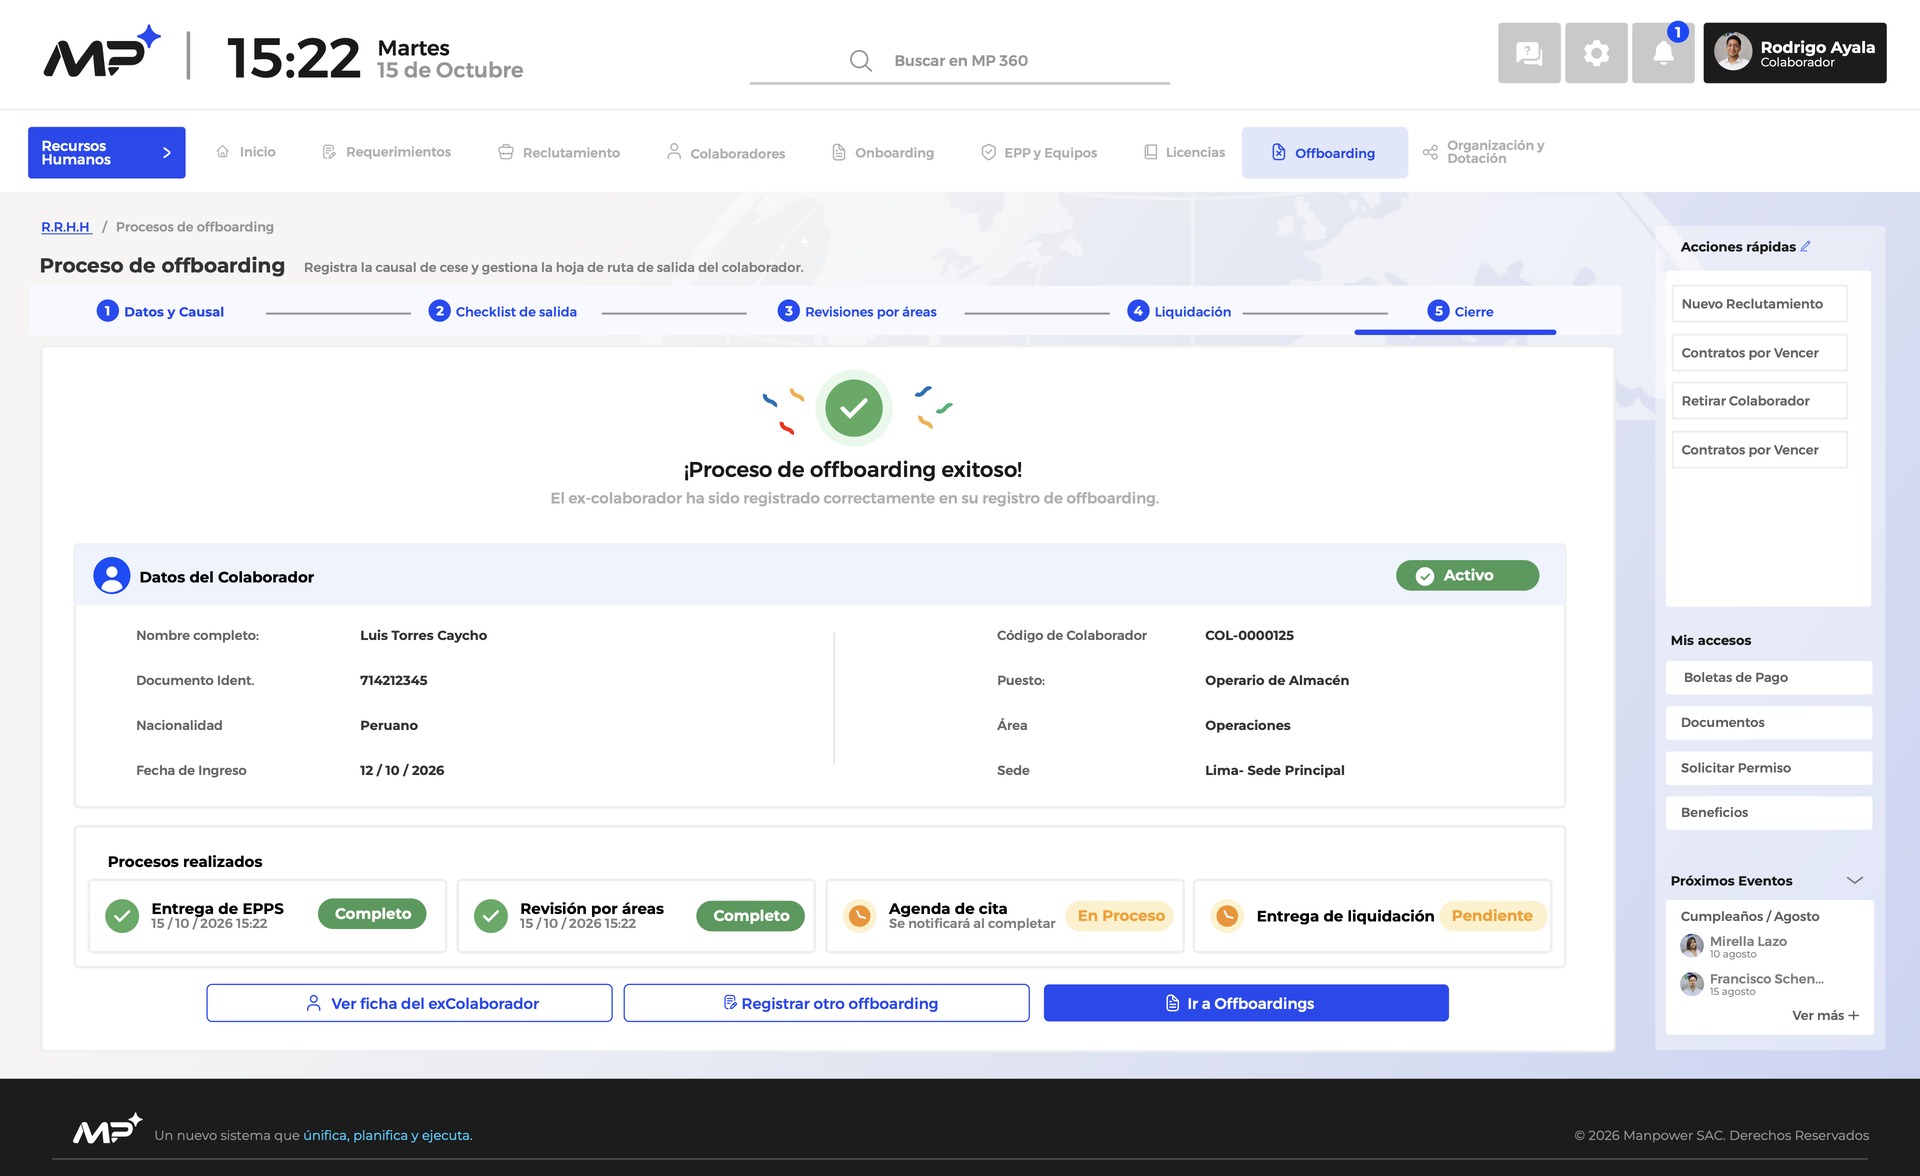 MP
15:22
Martes
15 de Octubre
Buscar en MP 360
?
1
Rodrigo Ayala
Colaborador
Recursos
Humanos
Inicio
Requerimientos
Reclutamiento
Colaboradores
Onboarding
EPP y Equipos
Licencias
Offboarding
Organización y
Dotación
R.R.H.H / Procesos de offboarding
Proceso de offboarding
Registra la causal de cese y gestiona la hoja de ruta de salida del colaborador.
1 Datos y Causal
2 Checklist de salida
3 Revisiones por áreas
4 Liquidación
5 Cierre
¡Proceso de offboarding exitoso!
El ex-colaborador ha sido registrado correctamente en su registro de offboarding.
Datos del Colaborador
Activo
Nombre completo: Luis Torres Caycho
Código de Colaborador COL-0000125
Documento Ident. 714212345
Puesto: Operario de Almacén
Nacionalidad Peruano
Área Operaciones
Fecha de Ingreso 12 / 10 / 2026
Sede Lima- Sede Principal
Procesos realizados
Entrega de EPPS
15 / 10 / 2026 15:22
Completo
Revisión por áreas
15 / 10 / 2026 15:22
Completo
Agenda de cita
Se notificará al completar
En Proceso
Entrega de liquidación
Pendiente
Ver ficha del exColaborador
Registrar otro offboarding
Ir a Offboardings
Acciones rápidas
Nuevo Reclutamiento
Contratos por Vencer
Retirar Colaborador
Contratos por Vencer
Mis accesos
Boletas de Pago
Documentos
Solicitar Permiso
Beneficios
Próximos Eventos
Cumpleaños / Agosto
Mirella Lazo
10 agosto
Francisco Schen...
15 agosto
Ver más +
MP
Un nuevo sistema que únifica, planifica y ejecuta.
© 2026 Manpower SAC. Derechos Reservados